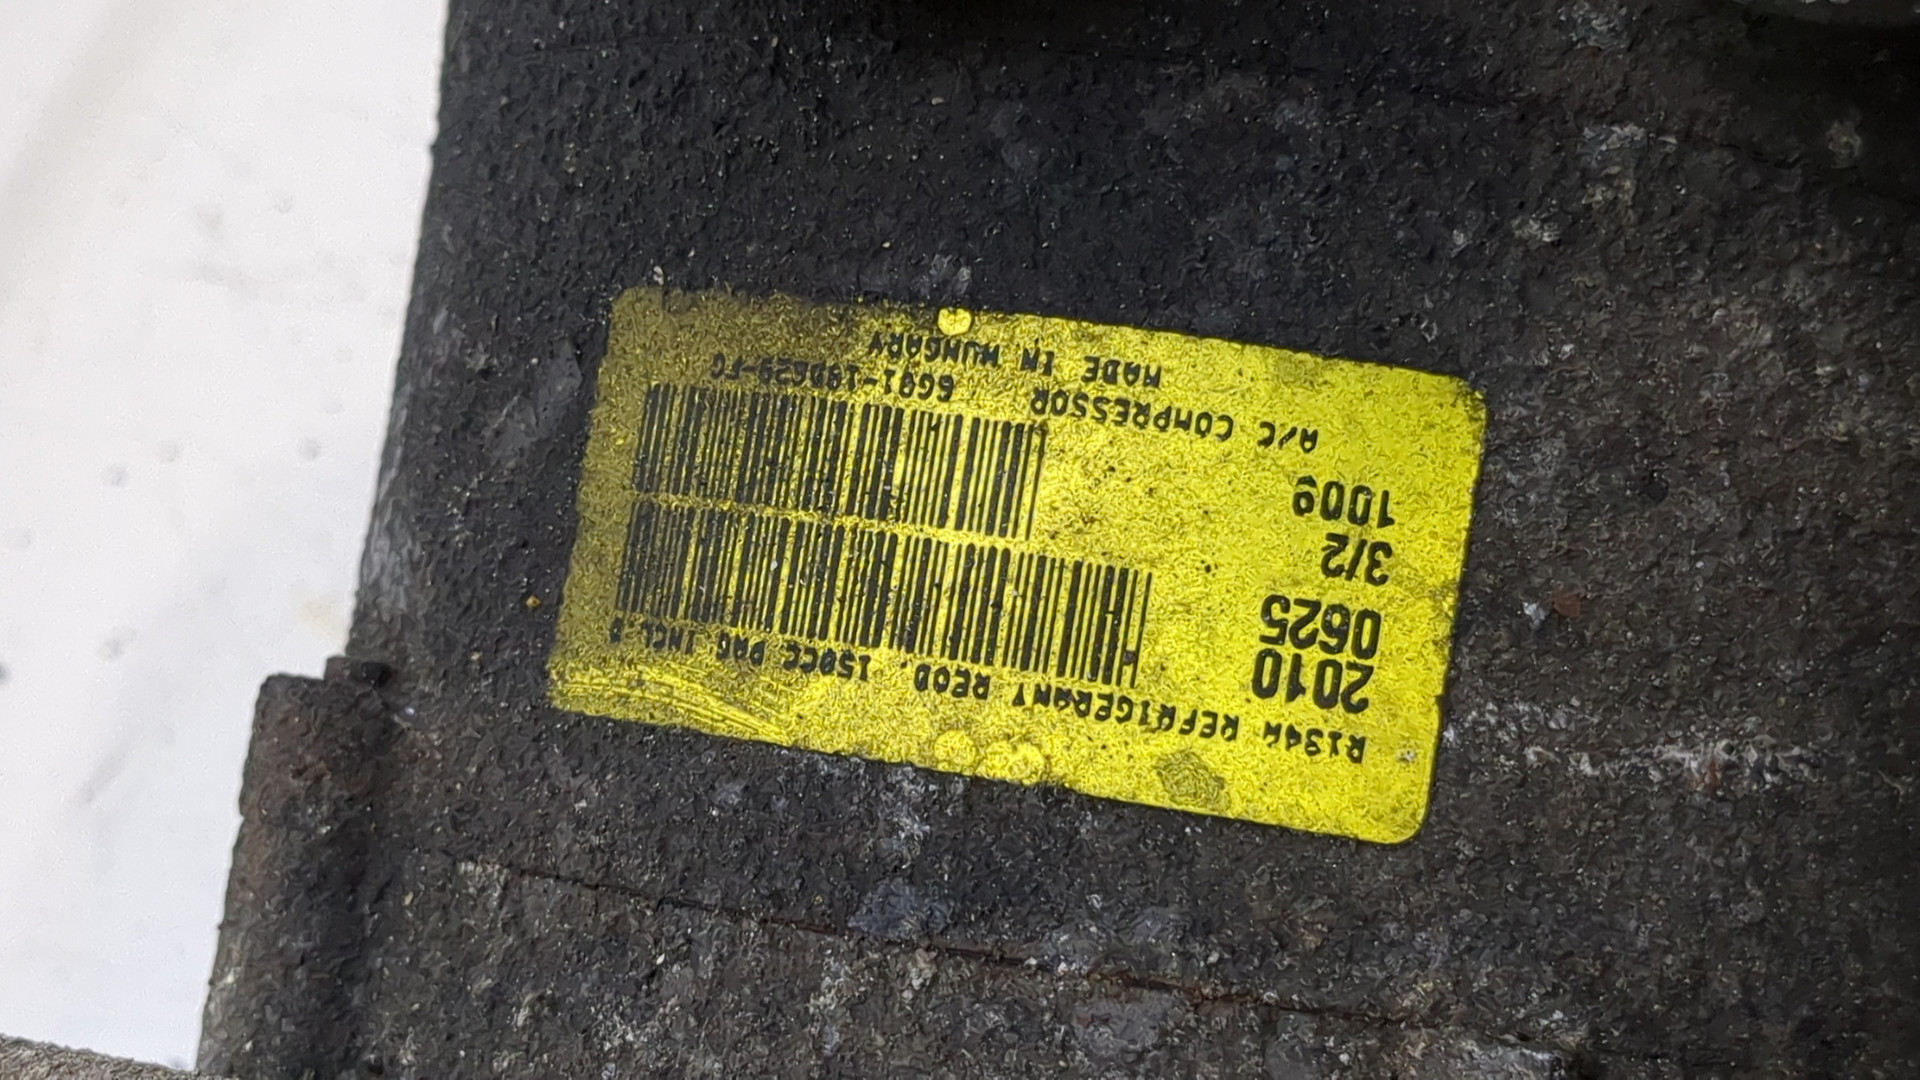 R134A REFRIGERANT REQD. 150CC PAG INCL D
2010
0625
3/2
1009
A/C COMPRESSOR 6G91-19D629-FC
MADE IN HUNGARY